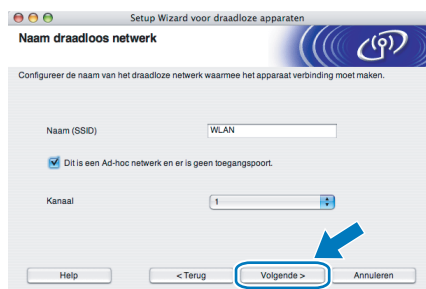 Setup Wizard voor draadloze apparaten
Naam draadloos netwerk
Configureer de naam van het draadloze netwerk waarmee het apparaat verbinding moet maken.
Naam (SSID)
WLAN
Dit is een Ad-hoc netwerk en er is geen toegangspoort.
Kanaal
1
Help
< Terug
Volgende >
Annuleren